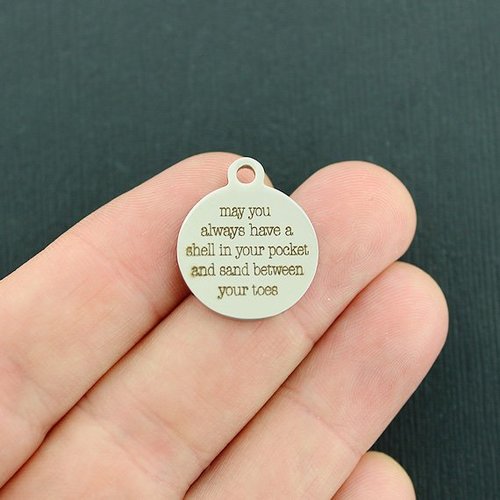 may you
always have a
shell in your pocket
and sand between
your toes